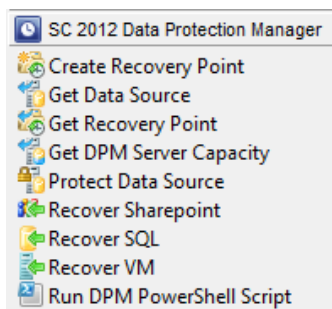 SC 2012 Data Protection Manager
Create Recovery Point
Get Data Source
Get Recovery Point
Get DPM Server Capacity
Protect Data Source
Recover Sharepoint
Recover SQL
Recover VM
Run DPM PowerShell Script